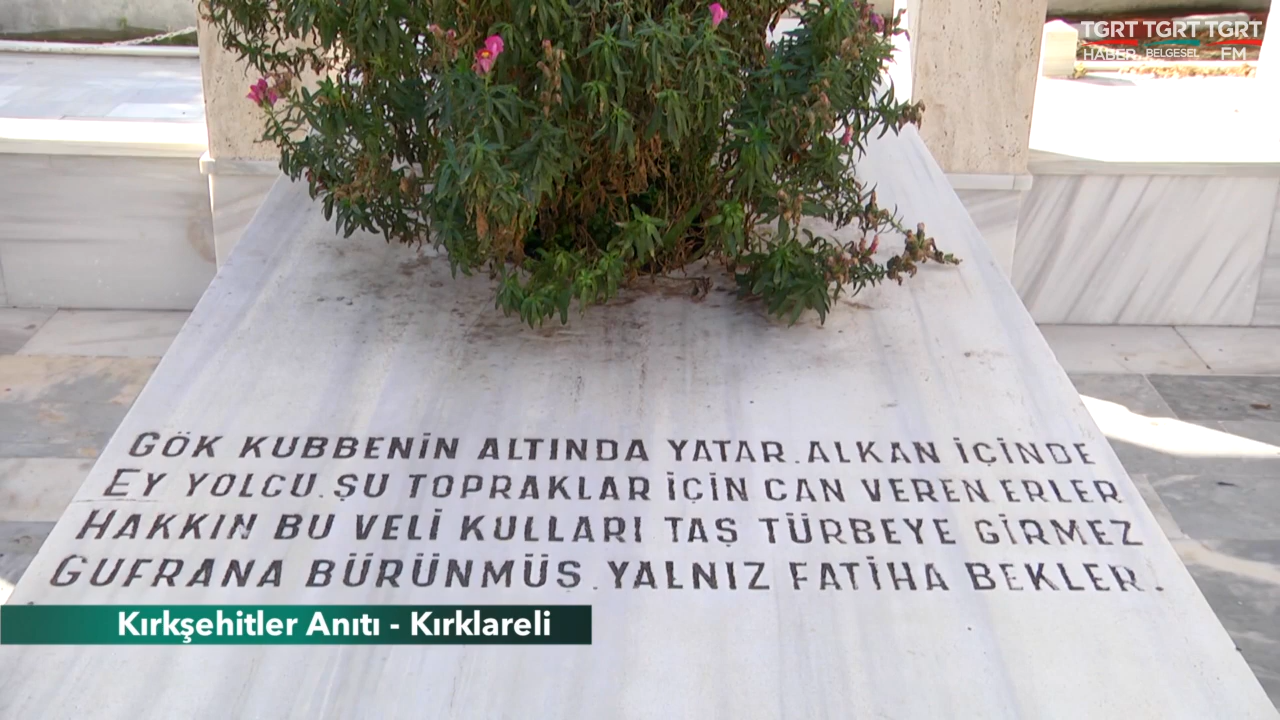 TGRT TGRT TGRT
HABER BELGESEL FM
GÖK KUBBENİN ALTINDA YATAR. ALKAN İÇİNDE
EY YOLCU. ŞU TOPRAKLAR İÇİN CAN VEREN ERLER
HAKKIN BU VELİ KULLARI TAŞ TÜRBEYE GİRMEZ
GUFRANA BÜRÜNMÜŞ. YALNIZ FATİHA BEKLER.
Kırkşehitler Anıtı - Kırklareli